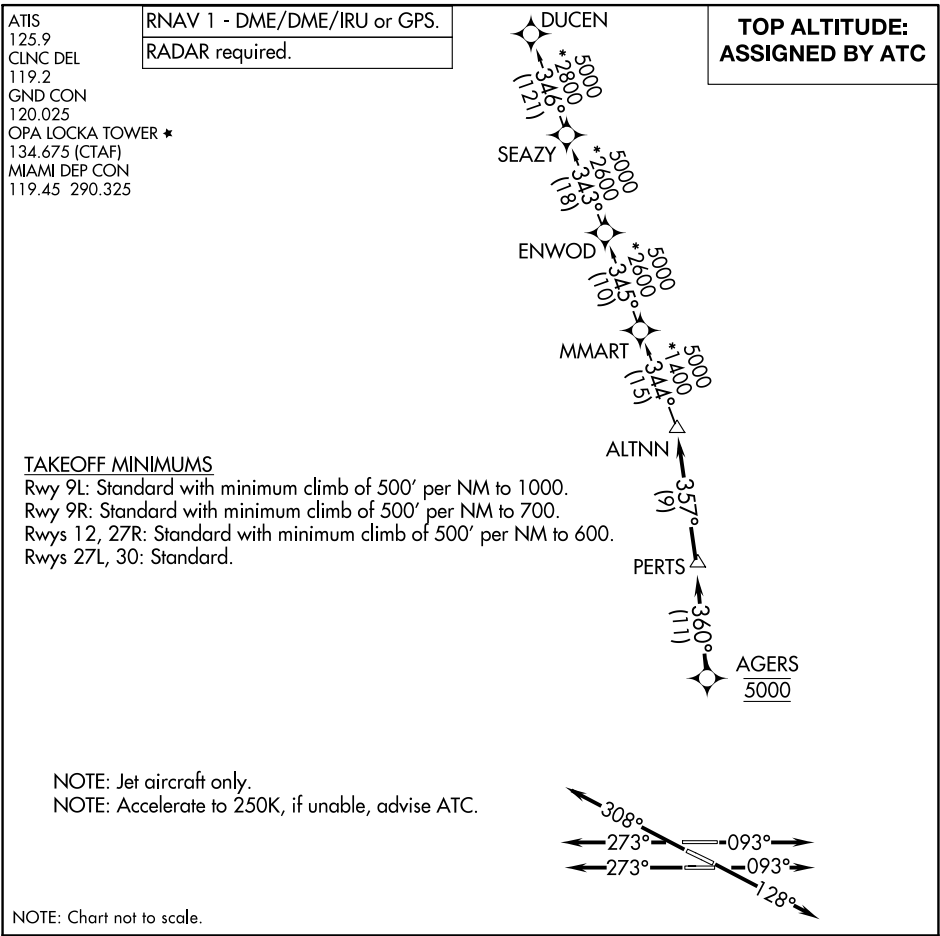 ATIS
125.9
CLNC DEL
119.2
GND CON
120.025
OPA LOCKA TOWER ★
134.675 (CTAF)
MIAMI DEP CON
119.45 290.325
RNAV 1 - DME/DME/IRU or GPS.
RADAR required.
TOP ALTITUDE:
ASSIGNED BY ATC
DUCEN
5000
*2800
346°
(121)
SEAZY
5000
*2600
343°
(18)
ENWOD
5000
*2600
345°
(10)
MMART
5000
*1400
344°
(15)
ALTNN
357°
(9)
PERTS
360°
(11)
AGERS
5000
TAKEOFF MINIMUMS
Rwy 9L: Standard with minimum climb of 500' per NM to 1000.
Rwy 9R: Standard with minimum climb of 500' per NM to 700.
Rwys 12, 27R: Standard with minimum climb of 500' per NM to 600.
Rwys 27L, 30: Standard.
NOTE: Jet aircraft only.
NOTE: Accelerate to 250K, if unable, advise ATC.
308°
273° 093°
273° 093°
128°
NOTE: Chart not to scale.